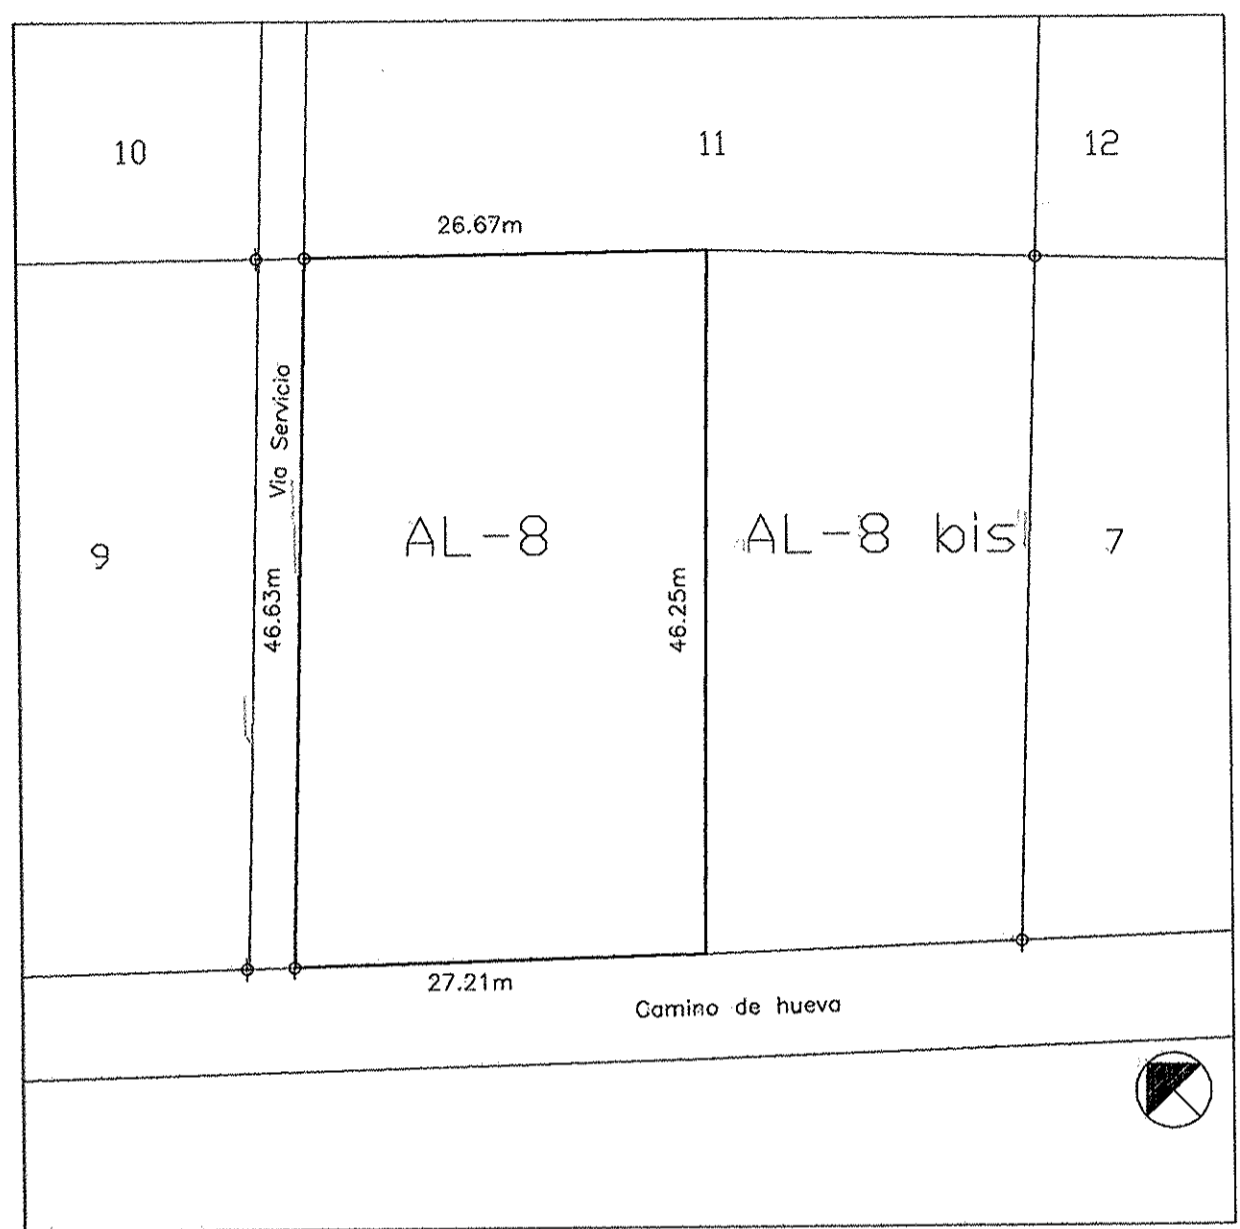 10
11
12
26.67m
Via Servicio
9
AL-8
AL-8 bis
7
46.63m
46.25m
27.21m
Camino de hueva